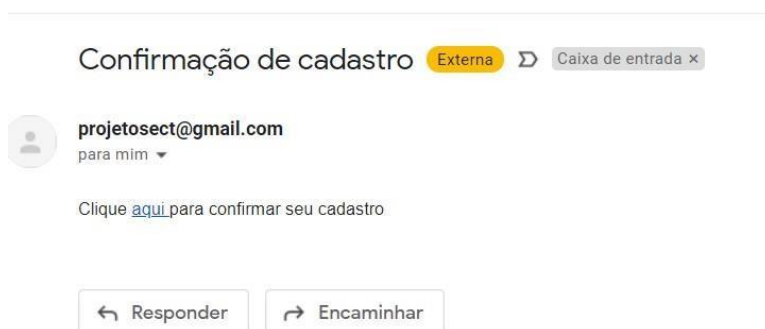 Confirmação de cadastro Externa Caixa de entrada ×
projetosect@gmail.com
para mim
Clique aqui para confirmar seu cadastro
Responder Encaminhar